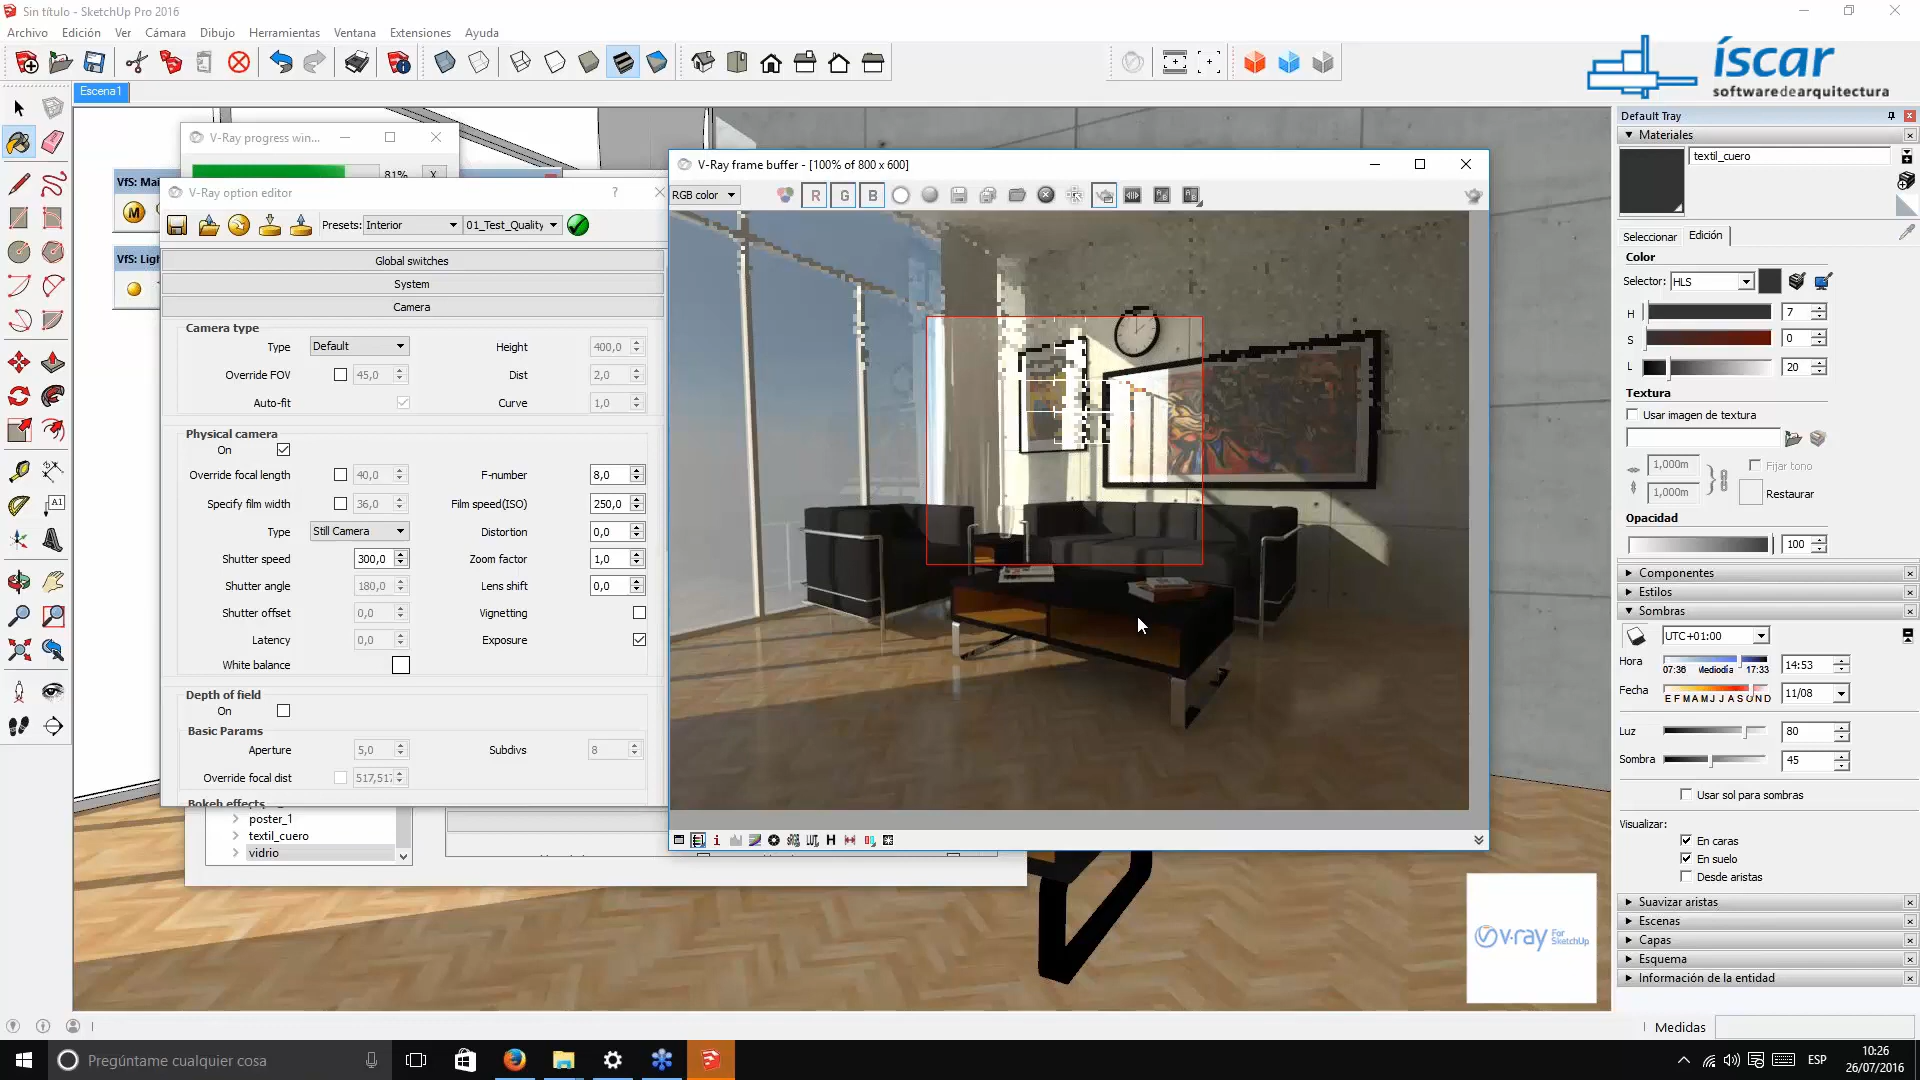 Sin título - SketchUp Pro 2016
Archivo Edición Ver Cámara Dibujo Herramientas Ventana Extensiones Ayuda
íscar
softwaredearquitectura
Escena1
V-Ray progress win...
81%
X
VfS: Mai
M
VfS: Ligh
V-Ray option editor
?
Presets: Interior 01_Test_Quality
Global switches
System
Camera
Camera type
Type Default Height 400,0
Override FOV 45,0 Dist 2,0
Auto-fit Curve 1,0
Physical camera
On
Override focal length 40,0 F-number 8,0
Specify film width 36,0 Film speed(ISO) 250,0
Type Still Camera Distortion 0,0
Shutter speed 300,0 Zoom factor 1,0
Shutter angle 180,0 Lens shift 0,0
Shutter offset 0,0 Vignetting
Latency 0,0 Exposure
White balance
Depth of field
On
Basic Params
Aperture 5,0 Subdivs 8
Override focal dist 517,517
Bokeh effects
poster_1
textil_cuero
vidrio
V-Ray frame buffer - [100% of 800 x 600]
RGB color R G B
Default Tray
Materiales
textil_cuero
Seleccionar Edición
Color
Selector: HLS
H 7
S 0
L 20
Textura
Usar imagen de textura
1,000m Fijar tono
1,000m Restaurar
Opacidad
100
Componentes
Estilos
Sombras
UTC+01:00
Hora 07:36 Mediodía 17:33 14:53
Fecha E F M A M J J A S O N D 11/08
Luz 80
Sombra 45
Usar sol para sombras
Visualizar:
En caras
En suelo
Desde aristas
Suavizar aristas
Escenas
Capas
Esquema
Información de la entidad
v·ray For SketchUp
Medidas
Pregúntame cualquier cosa
ESP
10:26
26/07/2016